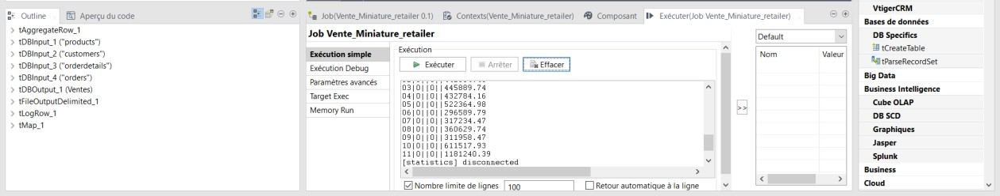 Outline
Aperçu du code
tAggregateRow_1
tDBInput_1 ("products")
tDBInput_2 ("customers")
tDBInput_3 ("orderdetails")
tDBInput_4 ("orders")
tDBOutput_1 (Ventes)
tFileOutputDelimited_1
tLogRow_1
tMap_1
Job(Vente_Miniature_retailer 0.1)
Contexts(Vente_Miniature_retailer)
Composant
Exécuter(Job Vente_Miniature_retailer)
Job Vente_Miniature_retailer
Exécution simple
Exécution Debug
Paramètres avancés
Target Exec
Memory Run
Exécution
Exécuter
Arrêter
Effacer
03|0||0||445889.74
04|0||0||432784.16
05|0||0||522364.98
06|0||0||296589.79
07|0||0||317234.47
08|0||0||360629.74
09|0||0||311958.47
10|0||0||611517.93
11|0||0||1181240.39
[statistics] disconnected
Nombre limite de lignes 100
Retour automatique à la ligne
>>
Default
Nom Valeur
VtigerCRM
Bases de données
DB Specifics
tCreateTable
tParseRecordSet
Big Data
Business Intelligence
Cube OLAP
DB SCD
Graphiques
Jasper
Splunk
Business
Cloud